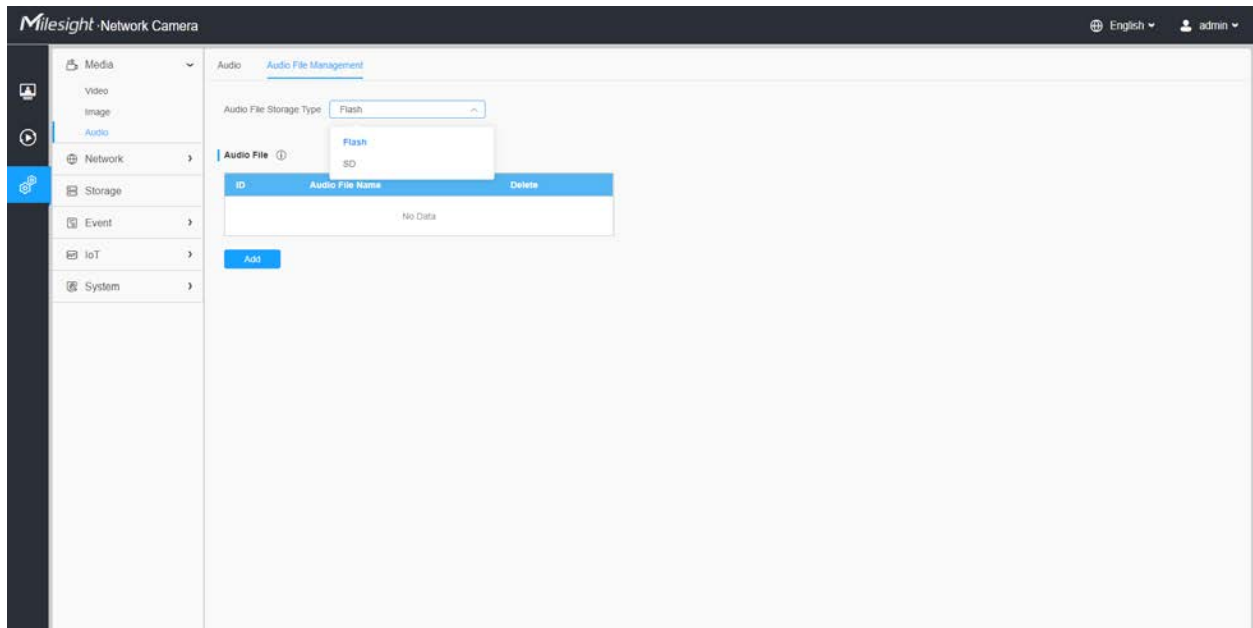 Milesight Network Camera
English
admin
Media
Video
Image
Audio
Network
Storage
Event
IoT
System
Audio Audio File Management
Audio File Storage Type Flash
Flash
SD
Audio File
ID Audio File Name Delete
No Data
Add